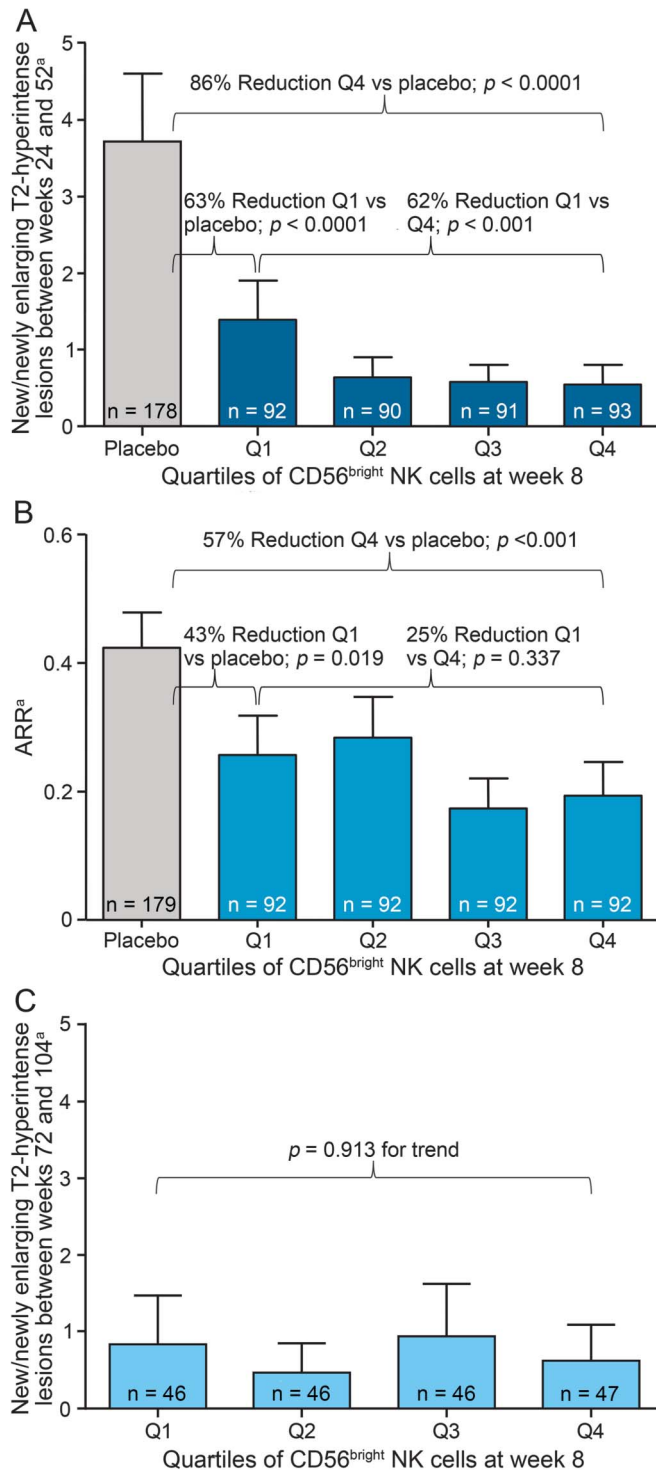 A
New/newly enlarging T2-hyperintense
lesions between weeks 24 and 52ᵃ
5
4
3
2
1
0
86% Reduction Q4 vs placebo; p < 0.0001
63% Reduction Q1 vs
placebo; p < 0.0001
62% Reduction Q1 vs
Q4; p < 0.001
n = 178
n = 92
n = 90
n = 91
n = 93
Placebo
Q1
Q2
Q3
Q4
Quartiles of CD56ᵇʳⁱᵍʰᵗ NK cells at week 8
B
ARRᵃ
0.6
0.4
0.2
0
57% Reduction Q4 vs placebo; p <0.001
43% Reduction Q1
vs placebo; p = 0.019
25% Reduction Q1
vs Q4; p = 0.337
n = 179
n = 92
n = 92
n = 92
n = 92
Placebo
Q1
Q2
Q3
Q4
Quartiles of CD56ᵇʳⁱᵍʰᵗ NK cells at week 8
C
New/newly enlarging T2-hyperintense
lesions between weeks 72 and 104ᵃ
5
4
3
2
1
0
p = 0.913 for trend
n = 46
n = 46
n = 46
n = 47
Q1
Q2
Q3
Q4
Quartiles of CD56ᵇʳⁱᵍʰᵗ NK cells at week 8